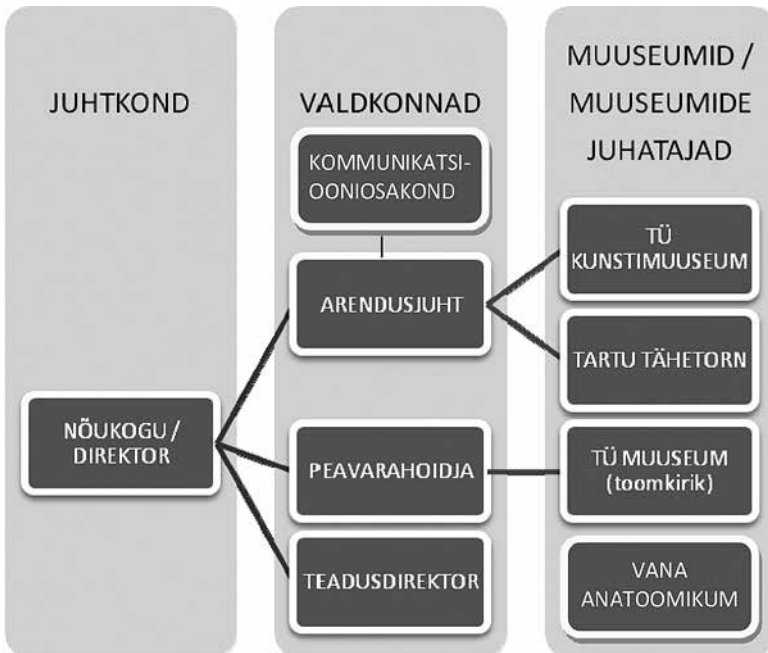 JUHTKOND
NÕUKOGU /
DIREKTOR
VALDKONNAD
KOMMUNIKATSI-
OONIOSAKOND
ARENDUSJUHT
PEAVARAHOIDJA
TEADUSDIREKTOR
MUUSEUMID /
MUUSEUMIDE
JUHATAJAD
TÜ
KUNSTIMUUSEUM
TARTU TÄHETORN
TÜ MUUSEUM
(toomkirik)
VANA
ANATOOMIKUM